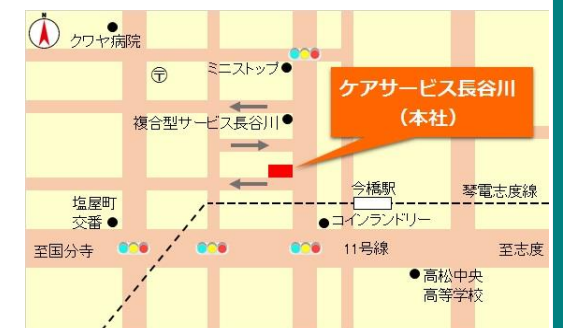 クワヤ病院
〒
ミニストップ
ケアサービス長谷川
（本社）
複合型サービス長谷川
今橋駅
琴電志度線
塩屋町
交番
コインランドリー
至国分寺
11号線
至志度
高松中央
高等学校